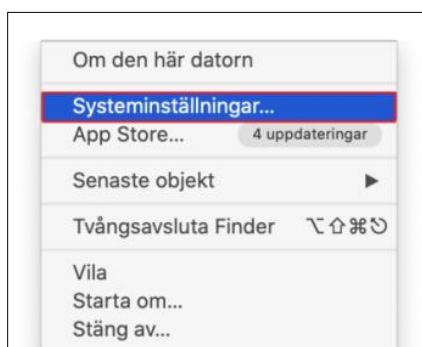 Om den här datorn
Systeminställningar...
App Store... 4 uppdateringar
Senaste objekt ▶
Tvångsavsluta Finder ⌥⇧⌘⎋
Vila
Starta om...
Stäng av...